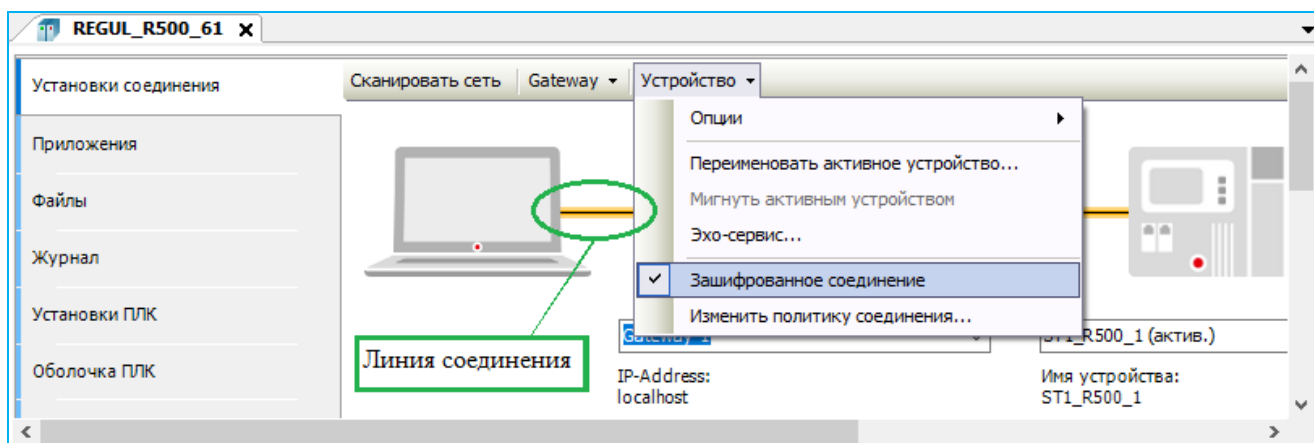 REGUL_R500_61
Установки соединения
Приложения
Файлы
Журнал
Установки ПЛК
Оболочка ПЛК
Сканировать сеть Gateway Устройство
Опции
Переименовать активное устройство...
Мигнуть активным устройством
Эхо-сервис...
Зашифрованное соединение
Изменить политику соединения...
Линия соединения
Gateway-1
ST1_R500_1 (актив.)
IP-Address:
localhost
Имя устройства:
ST1_R500_1